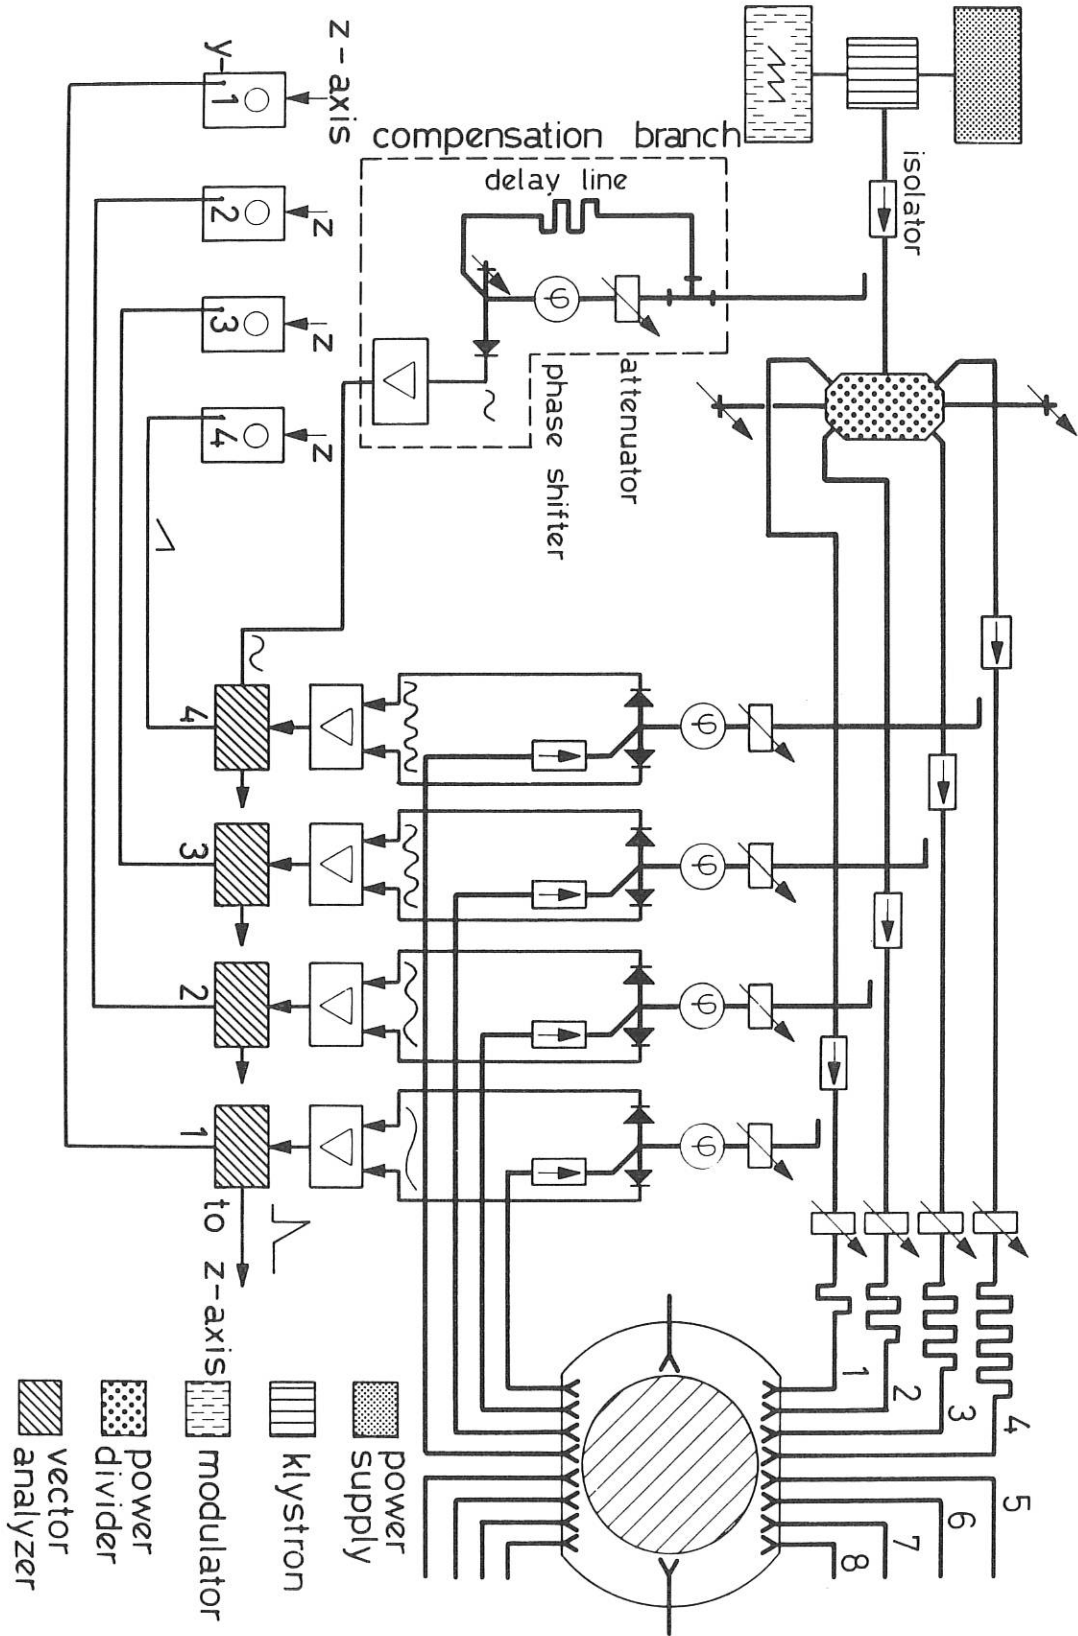 compensation branch
delay line
z-axis
y-
1
z
2
z
3
z
4
isolator
attenuator
phase shifter
φ
~
~
4
3
2
1
φ
φ
φ
φ
to z-axis
1
2
3
4
5
6
7
8
power supply
klystron
modulator
power divider
vector analyzer